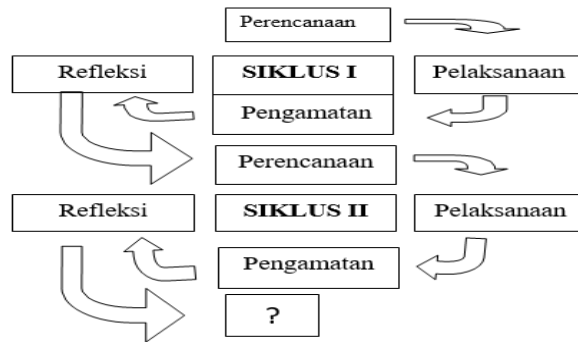 Perencanaan
Refleksi
SIKLUS I
Pelaksanaan
Pengamatan
Perencanaan
Refleksi
SIKLUS II
Pelaksanaan
Pengamatan
?